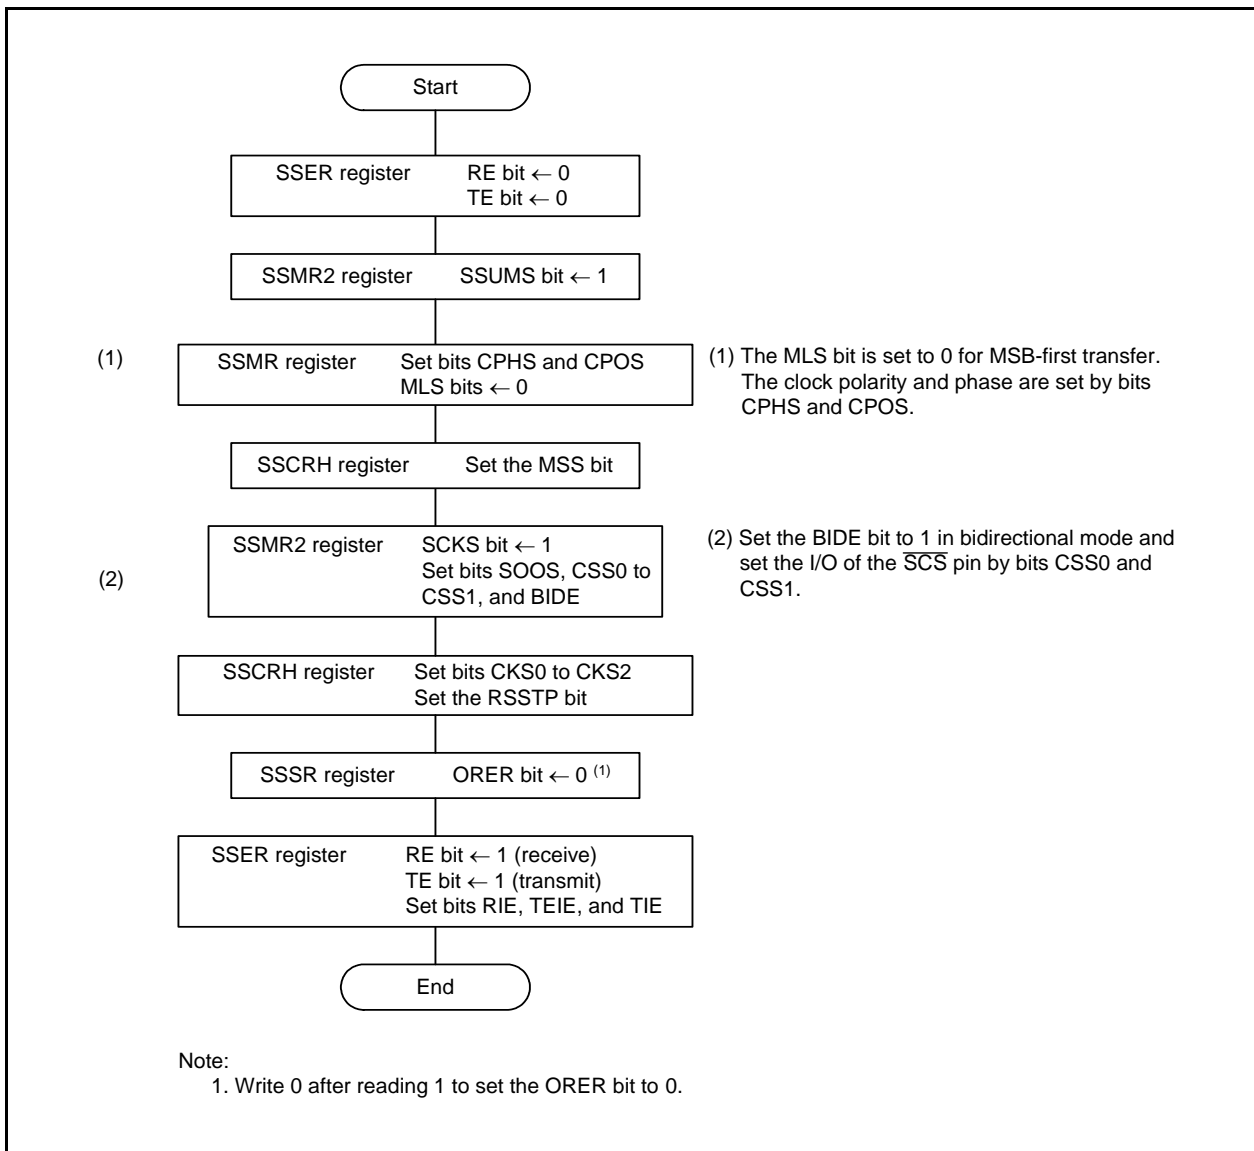 Start
SSER register RE bit ← 0
TE bit ← 0
SSMR2 register SSUMS bit ← 1
(1) SSMR register Set bits CPHS and CPOS
MLS bits ← 0
(1) The MLS bit is set to 0 for MSB-first transfer.
The clock polarity and phase are set by bits
CPHS and CPOS.
SSCRH register Set the MSS bit
(2) SSMR2 register SCKS bit ← 1
Set bits SOOS, CSS0 to
CSS1, and BIDE
(2) Set the BIDE bit to 1 in bidirectional mode and
set the I/O of the S̅C̅S̅ pin by bits CSS0 and
CSS1.
SSCRH register Set bits CKS0 to CKS2
Set the RSSTP bit
SSSR register ORER bit ← 0 (1)
SSER register RE bit ← 1 (receive)
TE bit ← 1 (transmit)
Set bits RIE, TEIE, and TIE
End
Note:
1. Write 0 after reading 1 to set the ORER bit to 0.